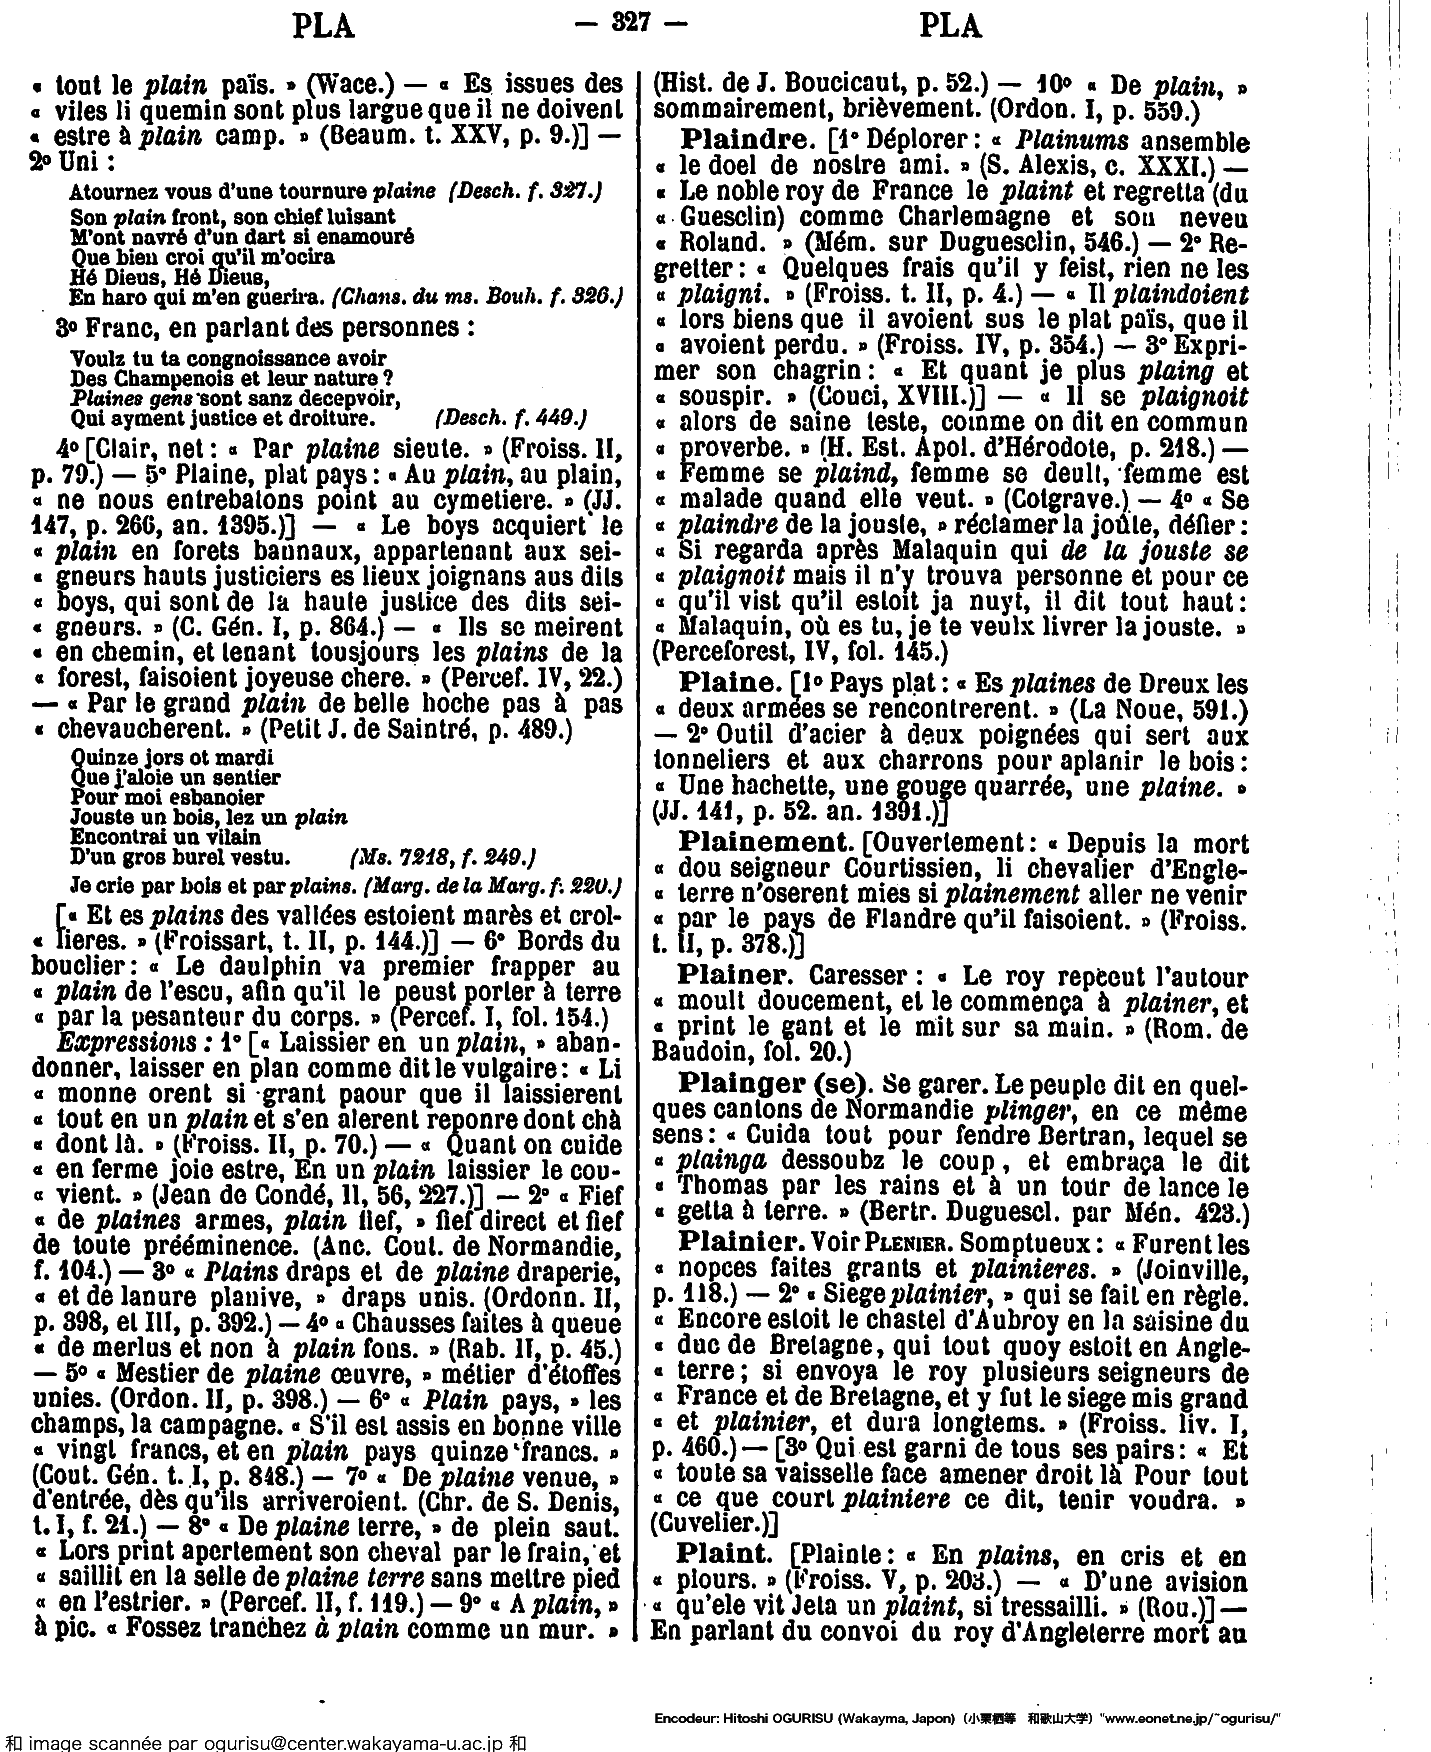 PLA — 327 — PLA
« tout le plain païs. » (Wace.) — « Es issues des
« viles li quemin sont plus largue que il ne doivent
« estre à plain camp. » (Beaum. t. XXV, p. 9.)] —
2º Uni :
Atournez vous d'une tournure plaine (Desch. f. 327.)
Son plain front, son chief luisant
M'ont navré d'un dart si enamouré
Que bien croi qu'il m'ocira
Hé Dieus, Hé Dieus,
En haro qui m'en guerira. (Chans. du ms. Bouh. f. 326.)
3º Franc, en parlant des personnes :
Voulz tu ta congnoissance avoir
Des Champenois et leur nature ?
Plaines gens sont sanz decepvoir,
Qui ayment justice et droiture. (Desch. f. 449.)
4º [Clair, net : « Par plaine sieute. » (Froiss. II,
p. 79.) — 5º Plaine, plat pays : « Au plain, au plain,
« ne nous entrebatons point au cymetiere. » (JJ.
147, p. 266, an. 1395.)] — « Le boys acquiert le
« plain en forets bannaux, appartenant aux sei-
« gneurs hauts justiciers es lieux joignans aus dits
« boys, qui sont de la haute justice des dits sei-
« gneurs. » (C. Gén. I, p. 864.) — « Ils se meirent
« en chemin, et tenant tousjours les plains de la
« forest, faisoient joyeuse chere. » (Percef. IV, 22.)
— « Par le grand plain de belle hoche pas à pas
« chevaucherent. » (Petit J. de Saintré, p. 489.)
Quinze jors ot mardi
Que j'aloie un sentier
Pour moi esbanoier
Jouste un bois, lez un plain
Encontrai un vilain
D'un gros burel vestu. (Ms. 7218, f. 249.)
Je crie par bois et par plains. (Marg. de la Marg. f. 220.)
[« Et es plains des vallées estoient marès et crol-
« lieres. » (Froissart, t. II, p. 144.)] — 6º Bords du
bouclier : « Le daulphin va premier frapper au
« plain de l'escu, afin qu'il le peust porter à terre
« par la pesanteur du corps. » (Percef. I, fol. 154.)
Expressions : 1º [« Laissier en un plain, » aban-
donner, laisser en plan comme dit le vulgaire : « Li
« monne orent si grant paour que il laissierent
« tout en un plain et s'en alerent reponre dont chà
« dont là. » (Froiss. II, p. 70.) — « Quant on cuide
« en ferme joie estre, En un plain laissier le cou-
« vient. » (Jean de Condé, II, 56, 227.)] — 2º « Fief
« de plaines armes, plain fief, » fief direct et fief
de toute prééminence. (Anc. Cout. de Normandie,
f. 104.) — 3º « Plains draps et de plaine draperie,
« et de lanure planive, » draps unis. (Ordonn. II,
p. 398, et III, p. 392.) — 4º « Chausses faites à queue
« de merlus et non à plain fons. » (Rab. II, p. 45.)
— 5º « Mestier de plaine œuvre, » métier d'étoffes
unies. (Ordon. II, p. 398.) — 6º « Plain pays, » les
champs, la campagne. « S'il est assis en bonne ville
« vingt francs, et en plain pays quinze francs. »
(Cout. Gén. t. I, p. 848.) — 7º « De plaine venue, »
d'entrée, dès qu'ils arriveroient. (Chr. de S. Denis,
t. I, f. 21.) — 8º « De plaine terre, » de plein saut.
« Lors print apertement son cheval par le frain, et
« saillit en la selle de plaine terre sans mettre pied
« en l'estrier. » (Percef. II, f. 119.) — 9º « A plain, »
à pic. « Fossez tranchez à plain comme un mur. »
(Hist. de J. Boucicaut, p. 52.) — 10º « De plain, »
sommairement, brièvement. (Ordon. I, p. 559.)
Plaindre. [1º Déplorer : « Plainums ansemble
« le doel de nostre ami. » (S. Alexis, c. XXXI.) —
« Le noble roy de France le plaint et regretta (du
« Guesclin) comme Charlemagne et son neveu
« Roland. » (Mém. sur Duguesclin, 546.) — 2º Re-
gretter : « Quelques frais qu'il y feist, rien ne les
« plaigni. » (Froiss. t. II, p. 4.) — « Il plaindoient
« lors biens que il avoient sus le plat païs, que il
« avoient perdu. » (Froiss. IV, p. 354.) — 3º Expri-
mer son chagrin : « Et quant je plus plaing et
« souspir. » (Couci, XVIII.)] — « Il se plaignoit
« alors de saine teste, comme on dit en commun
« proverbe. » (H. Est. Apol. d'Hérodote, p. 218.) —
« Femme se plaind, femme se deult, femme est
« malade quand elle veut. » (Cotgrave.) — 4º « Se
« plaindre de la jouste, » réclamer la joûte, défier :
« Si regarda après Malaquin qui de la jouste se
« plaignoit mais il n'y trouva personne et pour ce
« qu'il vist qu'il estoit ja nuyt, il dit tout haut :
« Malaquin, où es tu, je te veulx livrer la jouste. »
(Perceforest, IV, fol. 145.)
Plaine. [1º Pays plat : « Es plaines de Dreux les
« deux armées se rencontrerent. » (La Noue, 591.)
— 2º Outil d'acier à deux poignées qui sert aux
tonneliers et aux charrons pour aplanir le bois :
« Une hachette, une gouge quarrée, une plaine. »
(JJ. 141, p. 52. an. 1391.)]
Plainement. [Ouvertement : « Depuis la mort
« dou seigneur Courtissien, li chevalier d'Engle-
« terre n'oserent mies si plainement aller ne venir
« par le pays de Flandre qu'il faisoient. » (Froiss.
t. II, p. 378.)]
Plainer. Caresser : « Le roy repceut l'autour
« moult doucement, et le commença à plainer, et
« print le gant et le mit sur sa main. » (Rom. de
Baudoin, fol. 20.)
Plainger (se). Se garer. Le peuple dit en quel-
ques cantons de Normandie plinger, en ce même
sens : « Cuida tout pour fendre Bertran, lequel se
« plainga dessoubz le coup, et embraça le dit
« Thomas par les rains et à un tour de lance le
« getta à terre. » (Bertr. Duguescl. par Mén. 423.)
Plainier. Voir PLENIER. Somptueux : « Furent les
« nopces faites grants et plainieres. » (Joinville,
p. 118.) — 2º « Siege plainier, » qui se fait en règle.
« Encore estoit le chastel d'Aubroy en la saisine du
« duc de Bretagne, qui tout quoy estoit en Angle-
« terre ; si envoya le roy plusieurs seigneurs de
« France et de Bretagne, et y fut le siege mis grand
« et plainier, et dura longtems. » (Froiss. liv. I,
p. 460.) — [3º Qui est garni de tous ses pairs : « Et
« toute sa vaisselle face amener droit là Pour tout
« ce que court plainiere ce dit, tenir voudra. »
(Cuvelier.)]
Plaint. [Plainte : « En plains, en cris et en
« plours. » (Froiss. V, p. 203.) — « D'une avision
« qu'ele vit Jeta un plaint, si tressailli. » (Rou.)] —
En parlant du convoi du roy d'Angleterre mort au
Encodeur: Hitoshi OGURISU (Wakayma, Japon) (小栗栖等 和歌山大学) "www.eonet.ne.jp/~ogurisu/"
和 image scannée par ogurisu@center.wakayama-u.ac.jp 和